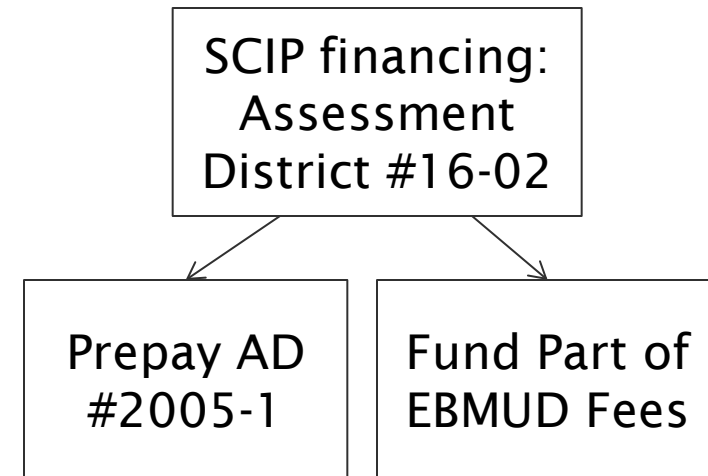 SCIP financing:
Assessment
District #16-02
Prepay AD
#2005-1
Fund Part of
EBMUD Fees